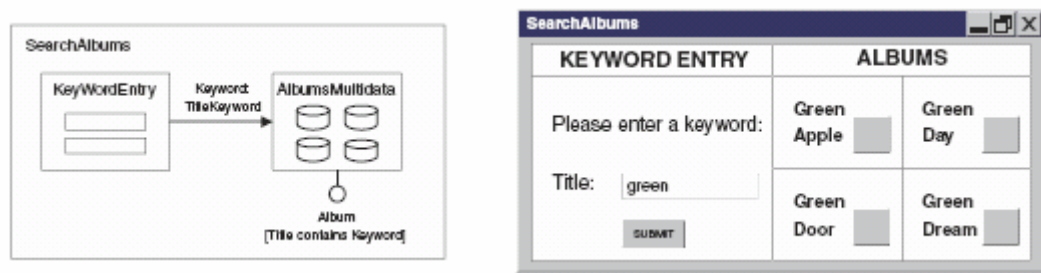 SearchAlbums
KeyWordEntry
Keyword:
TitleKeyword
AlbumsMultidata
Album
[Title contains Keyword]
SearchAlbums
KEYWORD ENTRY
ALBUMS
Please enter a keyword:
Title:
green
SUBMIT
Green
Apple
Green
Day
Green
Door
Green
Dream